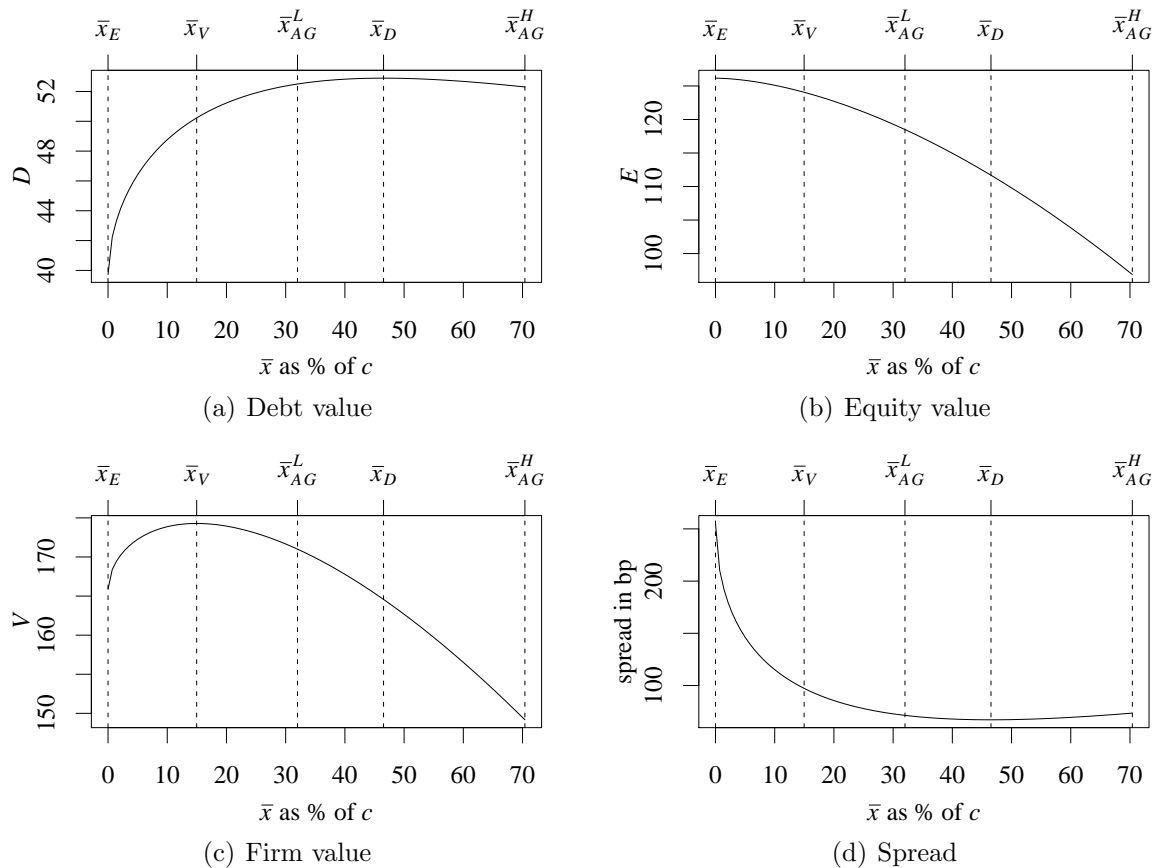 x̄_E x̄_V x̄_AG^L x̄_D x̄_AG^H
D
40 44 48 52
0 10 20 30 40 50 60 70
x̄ as % of c
(a) Debt value
x̄_E x̄_V x̄_AG^L x̄_D x̄_AG^H
E
100 110 120
0 10 20 30 40 50 60 70
x̄ as % of c
(b) Equity value
x̄_E x̄_V x̄_AG^L x̄_D x̄_AG^H
V
150 160 170
0 10 20 30 40 50 60 70
x̄ as % of c
(c) Firm value
x̄_E x̄_V x̄_AG^L x̄_D x̄_AG^H
spread in bp
100 200
0 10 20 30 40 50 60 70
x̄ as % of c
(d) Spread